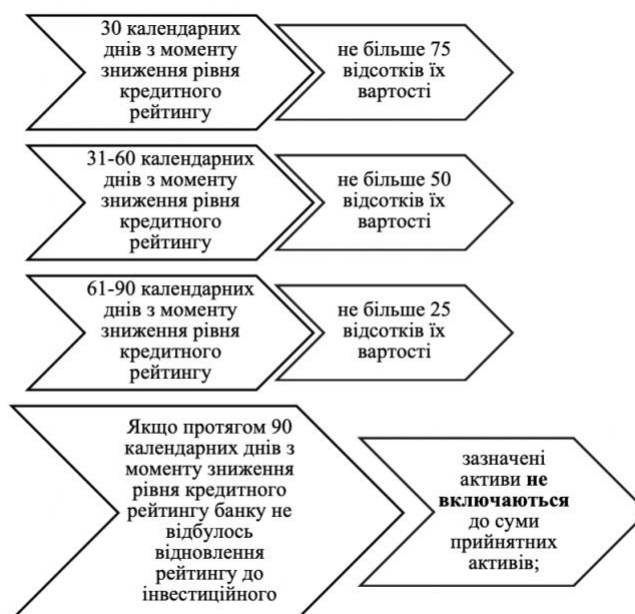 30 календарних
днів з моменту
зниження рівня
кредитного
рейтингу
не більше 75
відсотків їх
вартості
31-60 календарних
днів з моменту
зниження рівня
кредитного
рейтингу
не більше 50
відсотків їх
вартості
61-90 календарних
днів з моменту
зниження рівня
кредитного
рейтингу
не більше 25
відсотків їх
вартості
Якщо протягом 90
календарних днів з
моменту зниження
рівня кредитного
рейтингу банку не
відбулось
відновлення
рейтингу до
інвестиційного
зазначені
активи не
включаються
до суми
прийнятних
активів;